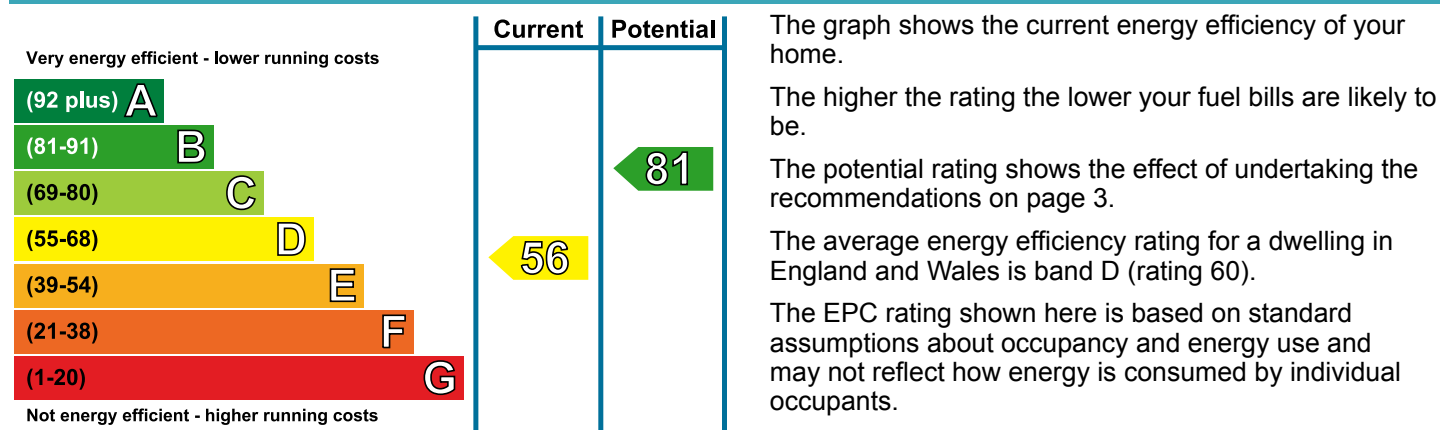 Current Potential
Very energy efficient - lower running costs
(92 plus) A
(81-91) B
(69-80) C
(55-68) D
(39-54) E
(21-38) F
(1-20) G
Not energy efficient - higher running costs
56
81
The graph shows the current energy efficiency of your
home.
The higher the rating the lower your fuel bills are likely to
be.
The potential rating shows the effect of undertaking the
recommendations on page 3.
The average energy efficiency rating for a dwelling in
England and Wales is band D (rating 60).
The EPC rating shown here is based on standard
assumptions about occupancy and energy use and
may not reflect how energy is consumed by individual
occupants.